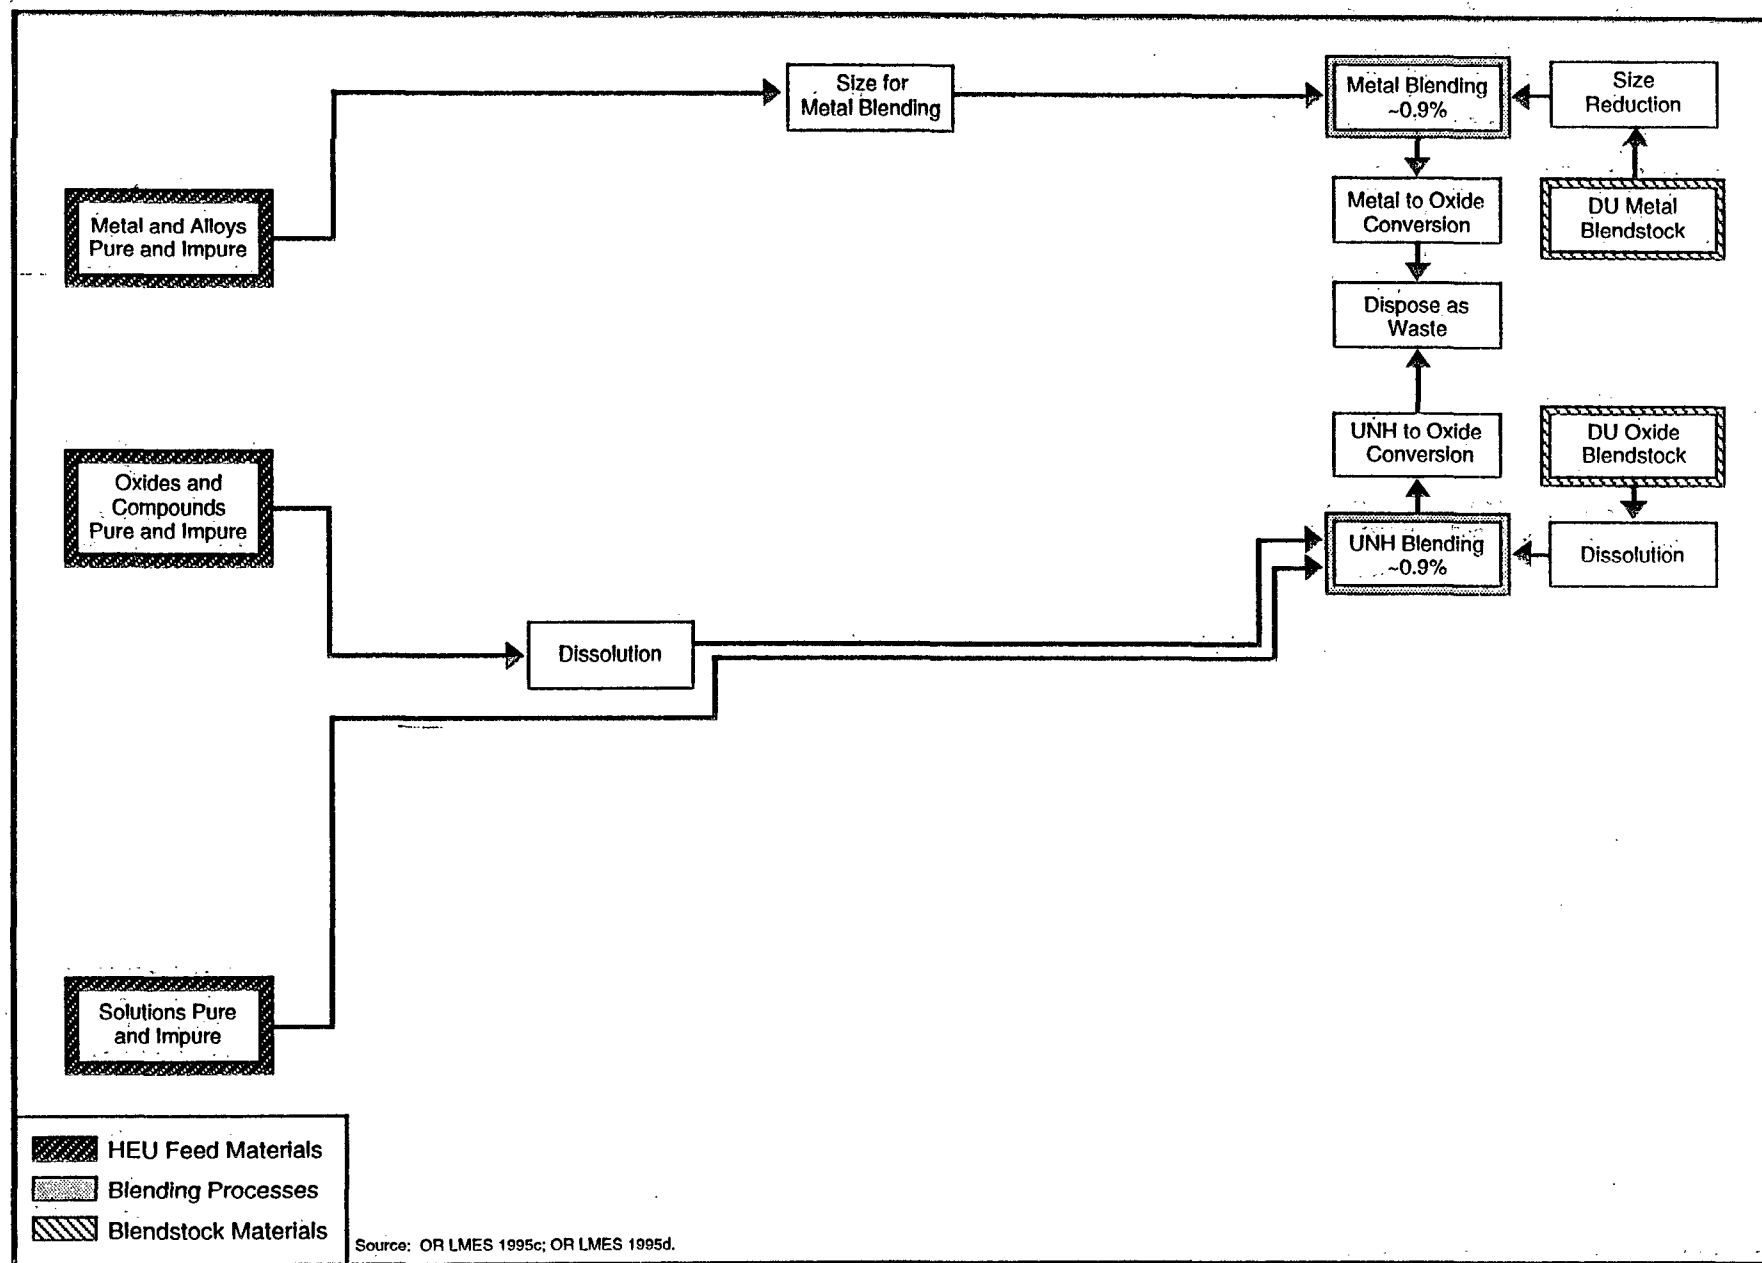 Size for
Metal Blending
Metal Blending
~0.9%
Size
Reduction
Metal and Alloys
Pure and Impure
Metal to Oxide
Conversion
DU Metal
Blendstock
Dispose as
Waste
Oxides and
Compounds
Pure and Impure
UNH to Oxide
Conversion
DU Oxide
Blendstock
UNH Blending
~0.9%
Dissolution
Dissolution
Solutions Pure
and Impure
HEU Feed Materials
Blending Processes
Blendstock Materials
Source: OR LMES 1995c; OR LMES 1995d.